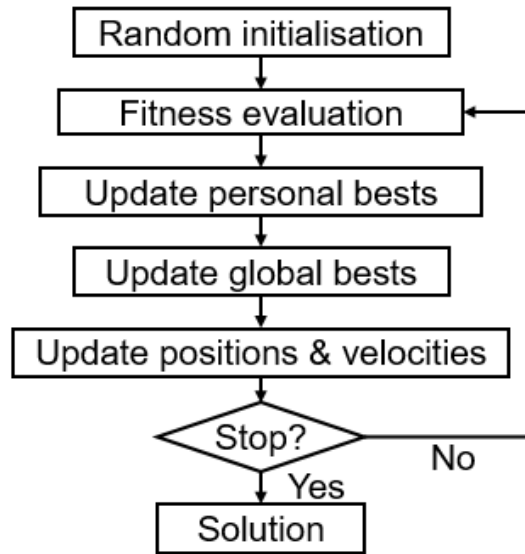 Random initialisation
Fitness evaluation
Update personal bests
Update global bests
Update positions & velocities
Stop?
No
Yes
Solution